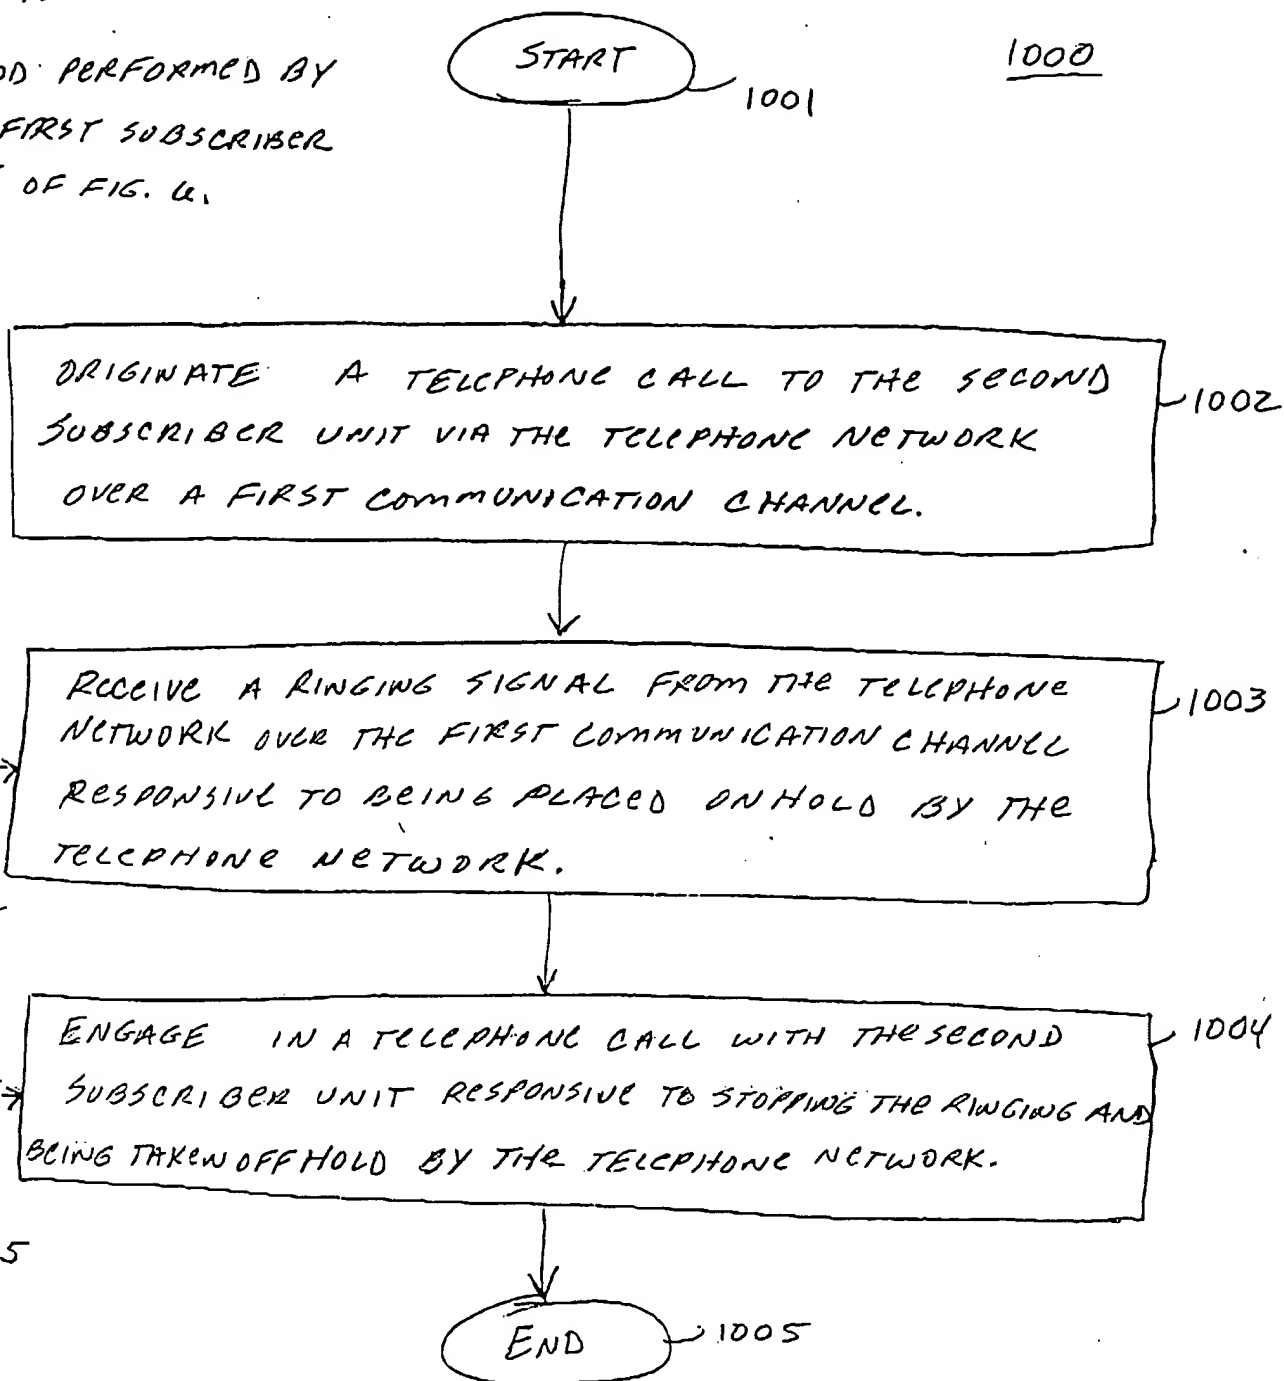 START
1000
1001
PERFORMED BY
FIRST SUBSCRIBER
OF FIG.
ORIGINATE A TELEPHONE CALL TO THE SECOND
SUBSCRIBER UNIT VIA THE TELEPHONE NETWORK
OVER A FIRST COMMUNICATION CHANNEL.
1002
RECEIVE A RINGING SIGNAL FROM THE TELEPHONE
NETWORK OVER THE FIRST COMMUNICATION CHANNEL
RESPONSIVE TO BEING PLACED ON HOLD BY THE
TELEPHONE NETWORK.
1003
ENGAGE IN A TELEPHONE CALL WITH THE SECOND
SUBSCRIBER UNIT RESPONSIVE TO STOPPING THE RINGING AND
BEING TAKEN OFF HOLD BY THE TELEPHONE NETWORK.
1004
5
END
1005